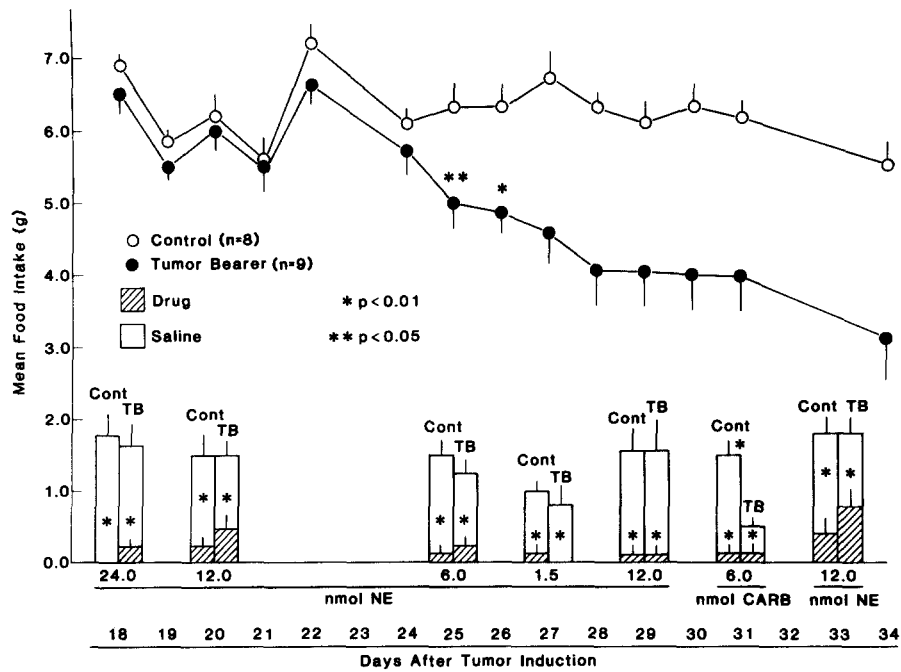 7.0
6.0
5.0
4.0
3.0
2.0
1.0
0.0
Mean Food Intake (g)
** *
Control (n=8)
Tumor Bearer (n=9)
Drug * p<0.01
Saline ** p<0.05
Cont TB Cont TB Cont TB Cont TB Cont TB Cont * TB Cont TB
* * * * * * * * * * * * * *
24.0 12.0 6.0 1.5 12.0 6.0 12.0
nmol NE nmol CARB nmol NE
18 19 20 21 22 23 24 25 26 27 28 29 30 31 32 33 34
Days After Tumor Induction